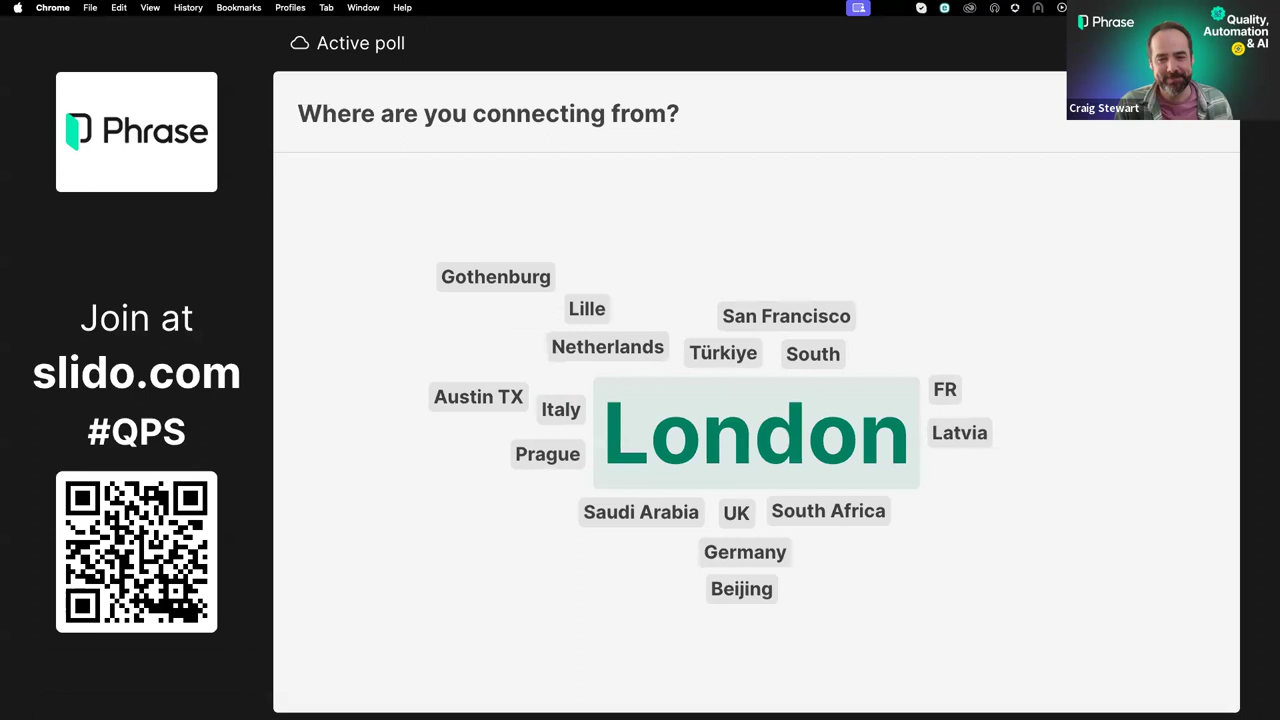 Chrome File Edit View History Bookmarks Profiles Tab Window Help
Active poll
Phrase
Quality,
Automation
& AI
Craig Stewart
Phrase
Where are you connecting from?
Join at
slido.com
#QPS
Gothenburg
Lille
San Francisco
Netherlands
Türkiye
South
Austin TX
Italy
London
FR
Latvia
Prague
Saudi Arabia
UK
South Africa
Germany
Beijing